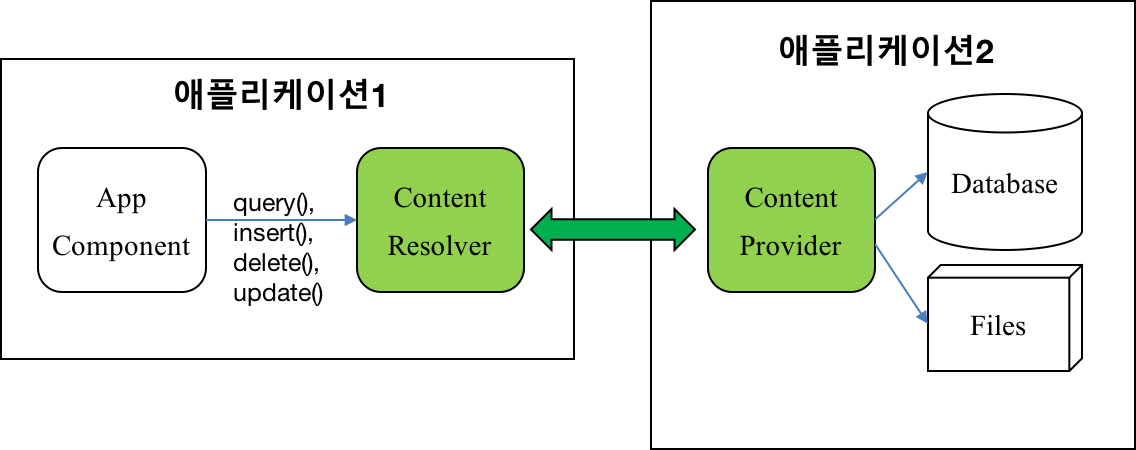 애플리케이션1
App
Component
query(),
insert(),
delete(),
update()
Content
Resolver
애플리케이션2
Content
Provider
Database
Files